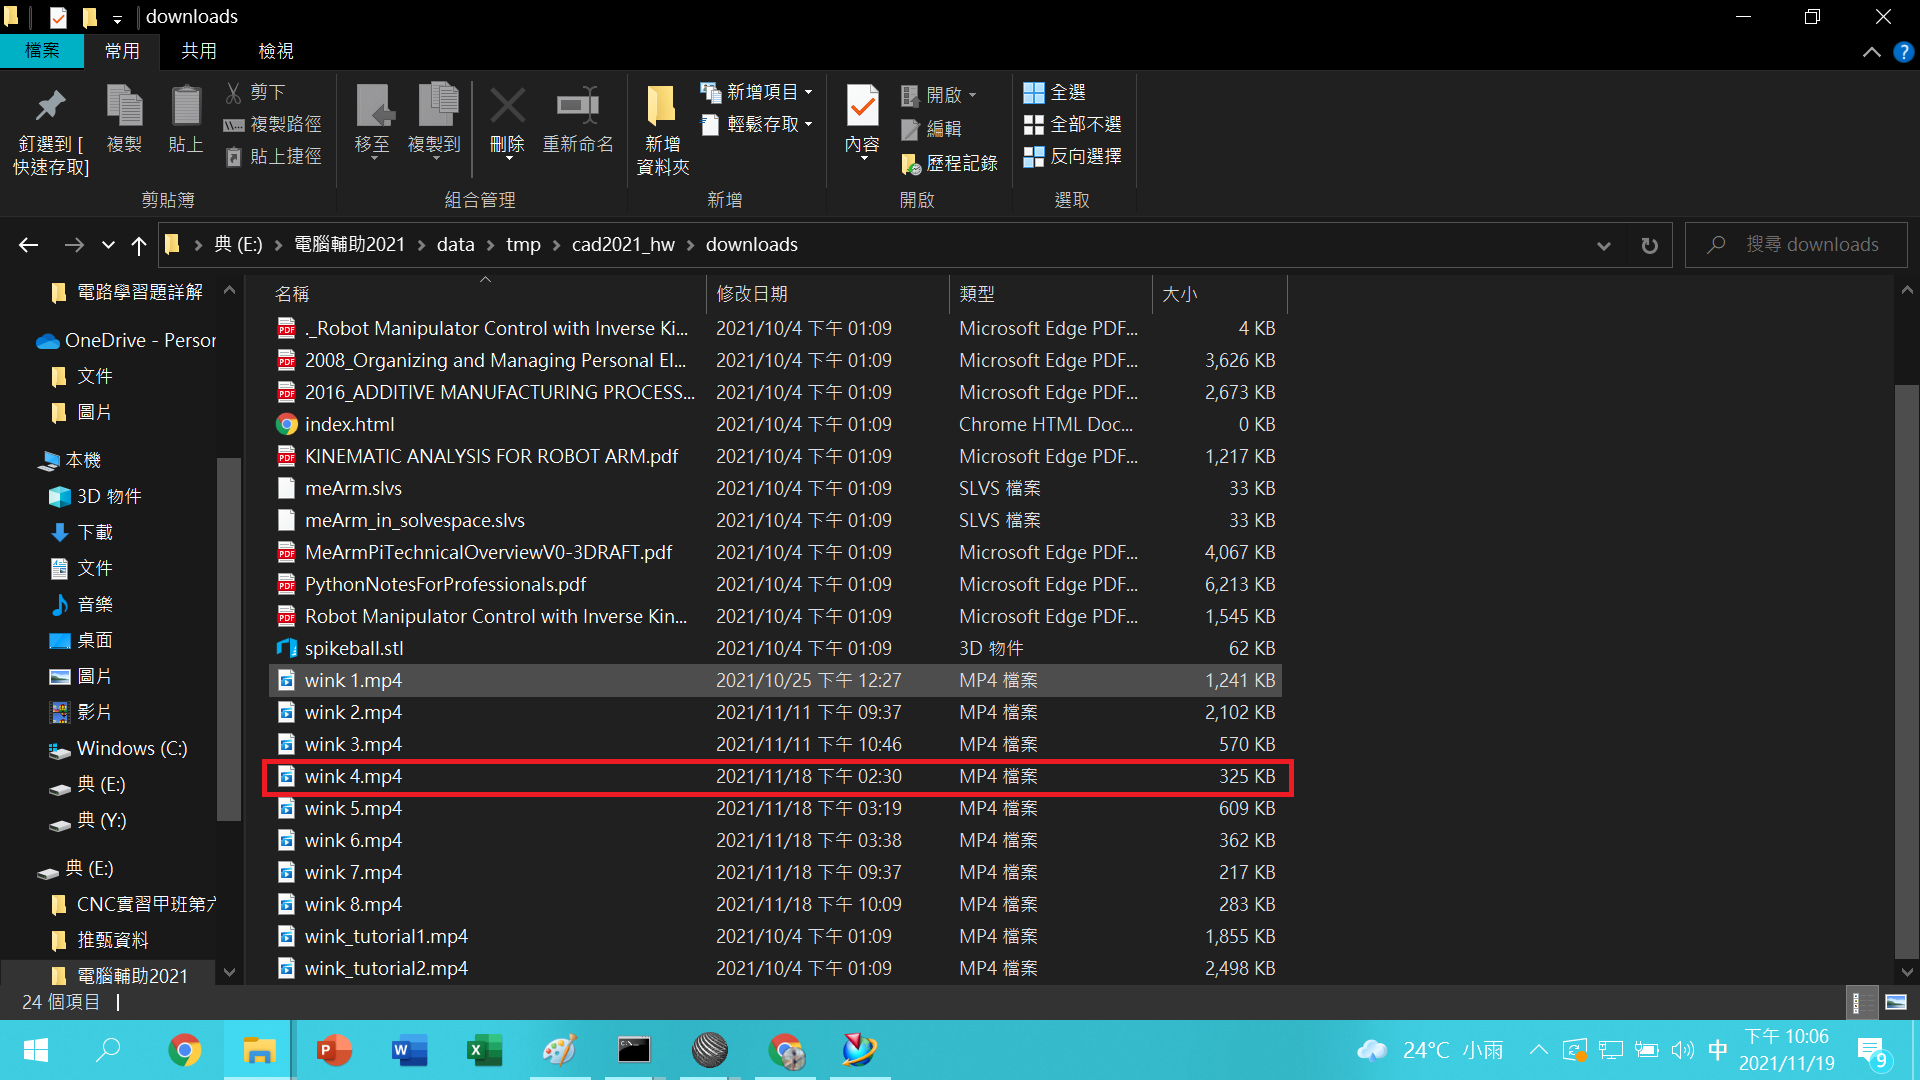 downloads
檔案 常用 共用 檢視
釘選到 [
快速存取]
複製
貼上
剪下
複製路徑
貼上捷徑
剪貼簿
移至
複製到
刪除
重新命名
組合管理
新增
資料夾
新增項目
輕鬆存取
新增
內容
開啟
編輯
歷程記錄
開啟
全選
全部不選
反向選擇
選取
典 (E:) 電腦輔助2021 data tmp cad2021_hw downloads
搜尋 downloads
電路學習題詳解
OneDrive - Persor
文件
圖片
本機
3D 物件
下載
文件
音樂
桌面
圖片
影片
Windows (C:)
典 (E:)
典 (Y:)
典 (E:)
CNC實習甲班第六
推甄資料
電腦輔助2021
名稱 修改日期 類型 大小
._Robot Manipulator Control with Inverse Ki... 2021/10/4 下午 01:09 Microsoft Edge PDF... 4 KB
2008_Organizing and Managing Personal El... 2021/10/4 下午 01:09 Microsoft Edge PDF... 3,626 KB
2016_ADDITIVE MANUFACTURING PROCESS... 2021/10/4 下午 01:09 Microsoft Edge PDF... 2,673 KB
index.html 2021/10/4 下午 01:09 Chrome HTML Doc... 0 KB
KINEMATIC ANALYSIS FOR ROBOT ARM.pdf 2021/10/4 下午 01:09 Microsoft Edge PDF... 1,217 KB
meArm.slvs 2021/10/4 下午 01:09 SLVS 檔案 33 KB
meArm_in_solvespace.slvs 2021/10/4 下午 01:09 SLVS 檔案 33 KB
MeArmPiTechnicalOverviewV0-3DRAFT.pdf 2021/10/4 下午 01:09 Microsoft Edge PDF... 4,067 KB
PythonNotesForProfessionals.pdf 2021/10/4 下午 01:09 Microsoft Edge PDF... 6,213 KB
Robot Manipulator Control with Inverse Kin... 2021/10/4 下午 01:09 Microsoft Edge PDF... 1,545 KB
spikeball.stl 2021/10/4 下午 01:09 3D 物件 62 KB
wink 1.mp4 2021/10/25 下午 12:27 MP4 檔案 1,241 KB
wink 2.mp4 2021/11/11 下午 09:37 MP4 檔案 2,102 KB
wink 3.mp4 2021/11/11 下午 10:46 MP4 檔案 570 KB
wink 4.mp4 2021/11/18 下午 02:30 MP4 檔案 325 KB
wink 5.mp4 2021/11/18 下午 03:19 MP4 檔案 609 KB
wink 6.mp4 2021/11/18 下午 03:38 MP4 檔案 362 KB
wink 7.mp4 2021/11/18 下午 09:37 MP4 檔案 217 KB
wink 8.mp4 2021/11/18 下午 10:09 MP4 檔案 283 KB
wink_tutorial1.mp4 2021/10/4 下午 01:09 MP4 檔案 1,855 KB
wink_tutorial2.mp4 2021/10/4 下午 01:09 MP4 檔案 2,498 KB
24 個項目
24°C 小雨
中
下午 10:06
2021/11/19
9